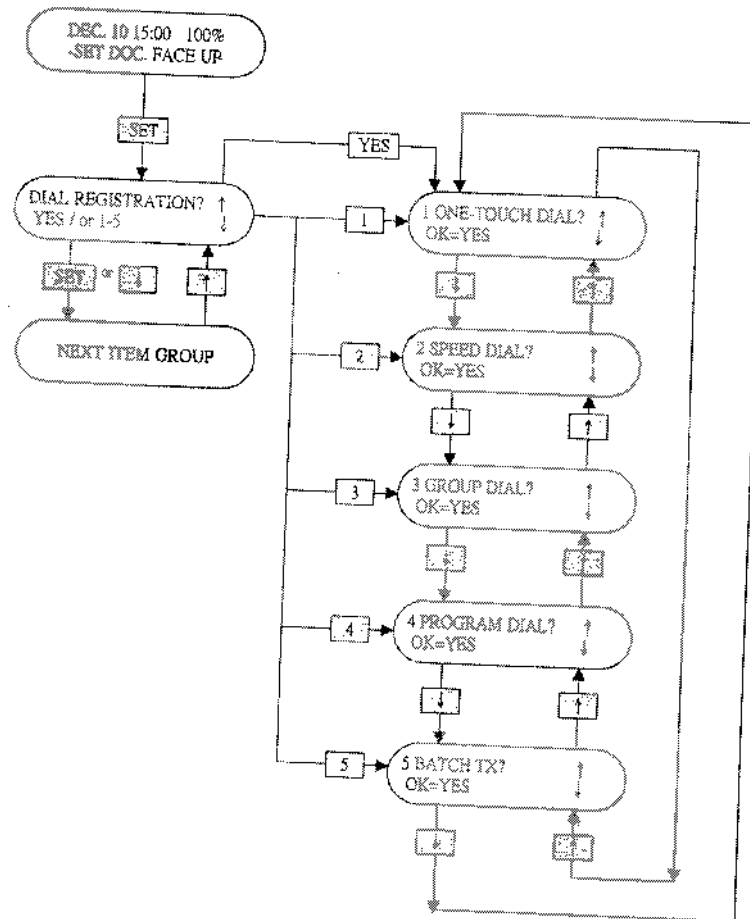 DEC. 10 15:00 100%
-SET DOC. FACE UP
SET
YES
DIAL REGISTRATION? ↑
YES / or 1-5 ↓
SET or ↓
↑
NEXT ITEM GROUP
1
1 ONE-TOUCH DIAL? ↑
OK=YES ↓
↓ ↑
2
2 SPEED DIAL? ↑
OK=YES ↓
↓ ↑
3
3 GROUP DIAL? ↑
OK=YES ↓
↓ ↑
4
4 PROGRAM DIAL? ↑
OK=YES ↓
↓ ↑
5
5 BATCH TX? ↑
OK=YES ↓
↓ ↑